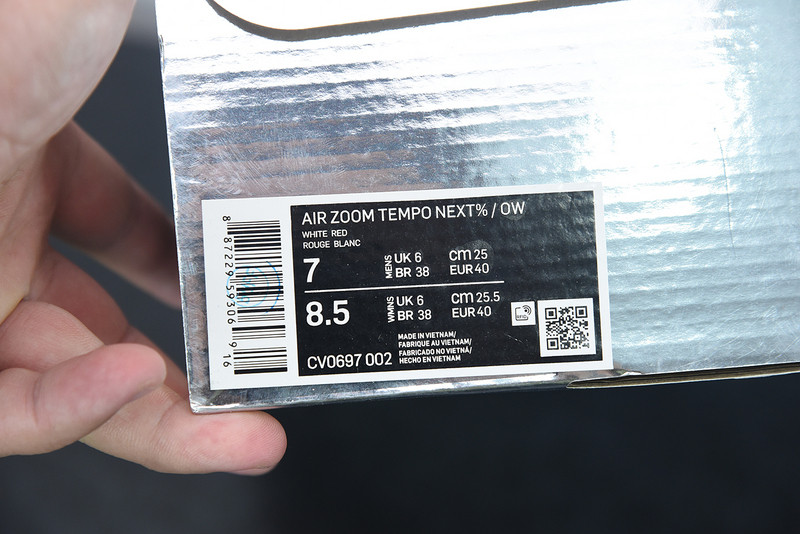 AIR ZOOM TEMPO NEXT% / OW
WHITE RED
ROUGE BLANC
7 MENS UK 6 CM 25
BR 38 EUR 40
8.5 WMNS UK 6 CM 25.5
BR 38 EUR 40
MADE IN VIETNAM/
FABRIQUE AU VIETNAM/
FABRICADO NO VIETNÃ/
CV0697 002 HECHO EN VIETNAM
8 87229 59306 9 16